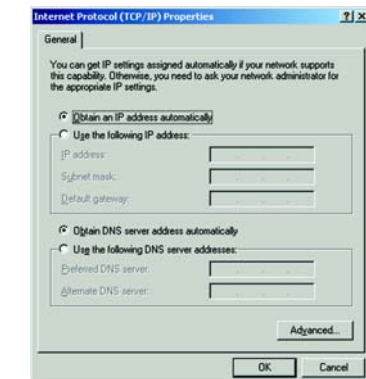 Internet Protocol (TCP/IP) Properties
General
You can get IP settings assigned automatically if your network supports
this capability. Otherwise, you need to ask your network administrator for
the appropriate IP settings.
Obtain an IP address automatically
Use the following IP address:
IP address:
Subnet mask:
Default gateway:
Obtain DNS server address automatically
Use the following DNS server addresses:
Preferred DNS server:
Alternate DNS server:
Advanced...
OK
Cancel